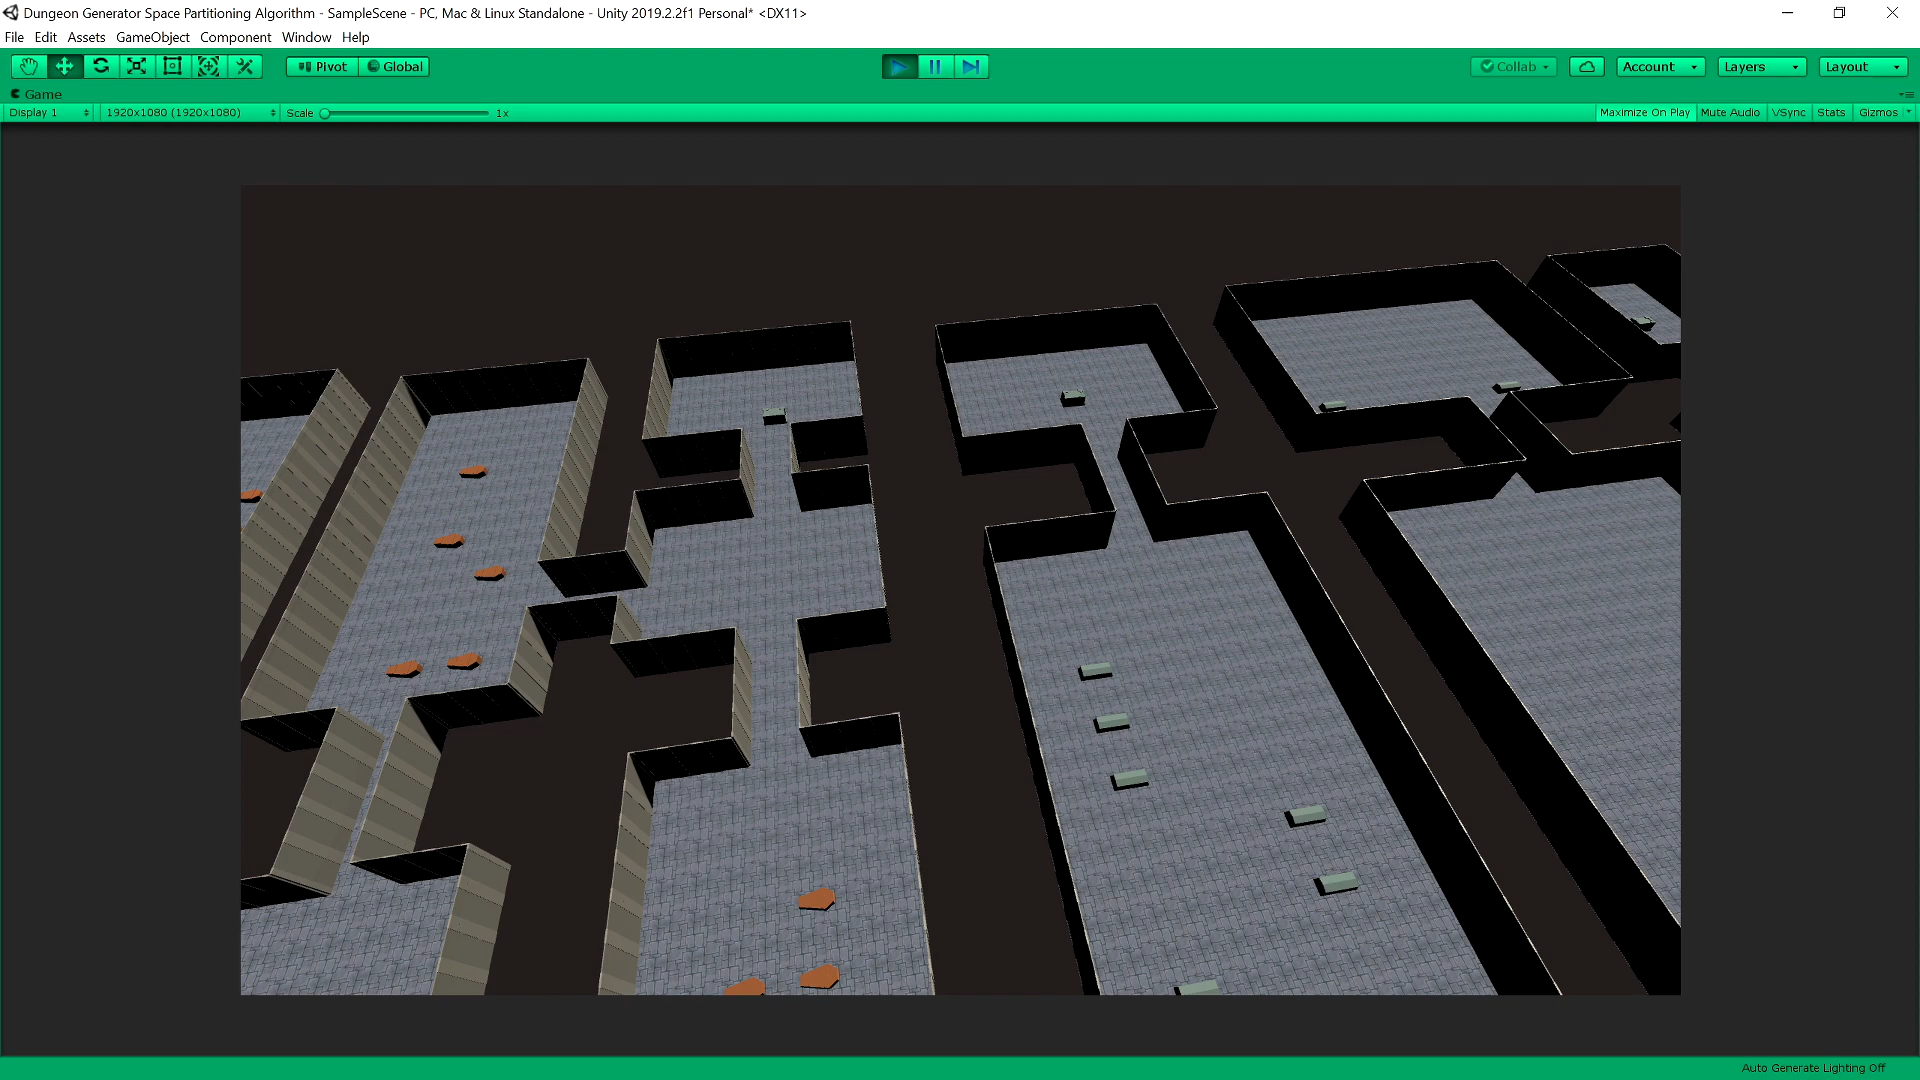 Dungeon Generator Space Partitioning Algorithm - SampleScene - PC, Mac & Linux Standalone - Unity 2019.2.2f1 Personal* <DX11>
File Edit Assets GameObject Component Window Help
Pivot Global Collab Account Layers Layout
Game
Display 1 1920x1080 (1920x1080) Scale 1x Maximize On Play Mute Audio VSync Stats Gizmos
Auto Generate Lighting Off